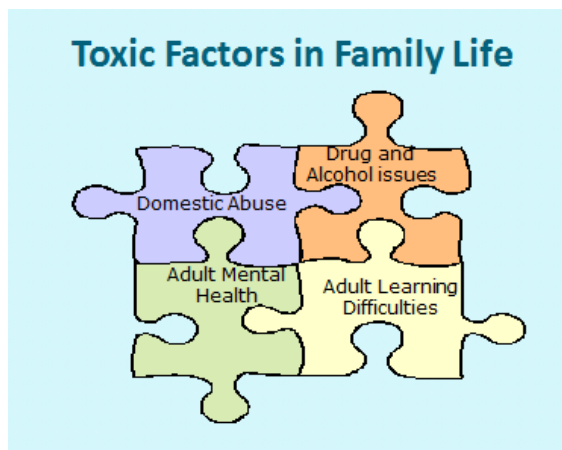 Toxic Factors in Family Life
Domestic Abuse
Drug and
Alcohol issues
Adult Mental
Health
Adult Learning
Difficulties